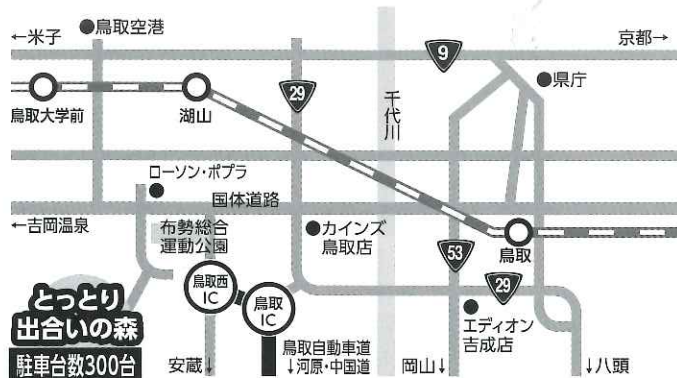 ←米子
鳥取空港
9
京都→
県庁
鳥取大学前
湖山
29
千代川
ローソン・ポプラ
国体道路
←吉岡温泉
布勢総合
運動公園
カインズ
鳥取店
53
鳥取
29
鳥取西
IC
鳥取
IC
とっとり
出合いの森
駐車台数300台
エディオン
吉成店
安蔵↓
鳥取自動車道
↓河原・中国道
岡山↓
↓八頭